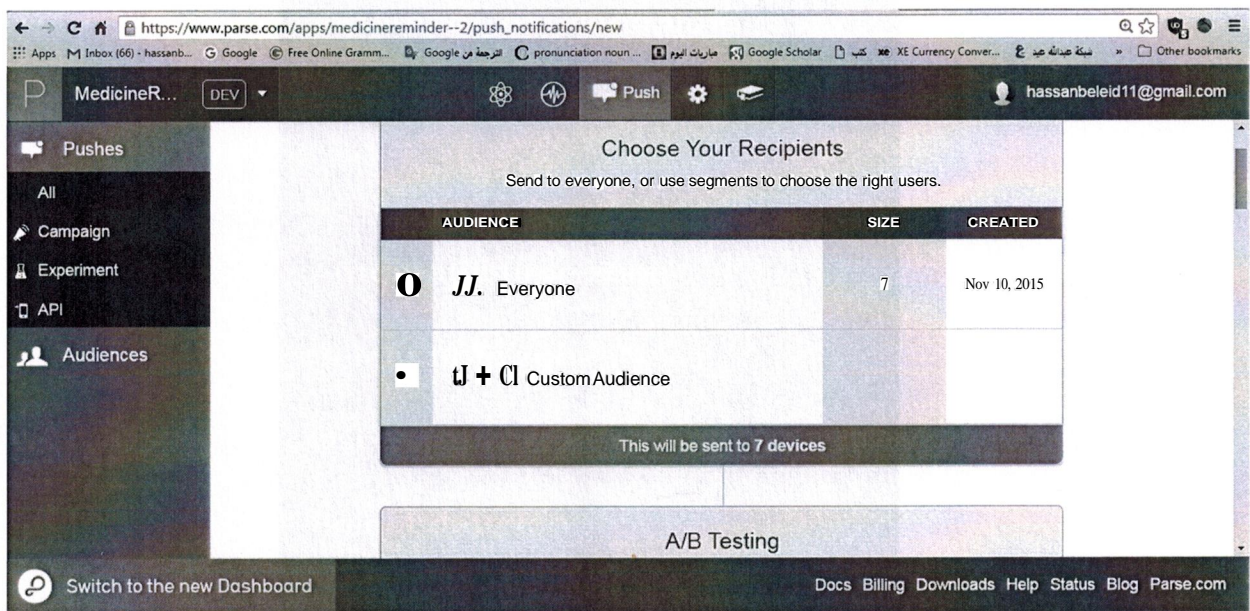 https://www.parse.com/apps/medicinereminder--2/push_notifications/new
Apps Inbox (66) - hassanb... Google Free Online Gramm... الترجمة من Google pronunciation noun ... مباريات اليوم Google Scholar كتب XE Currency Conver... شبكة عبدالله عيد » Other bookmarks
MedicineR... DEV Push hassanbeleid11@gmail.com
Pushes
All
Campaign
Experiment
API
Audiences
Choose Your Recipients
Send to everyone, or use segments to choose the right users.
AUDIENCE SIZE CREATED
O JJ. Everyone 7 Nov 10, 2015
• tJ + Cl Custom Audience
This will be sent to 7 devices
A/B Testing
Switch to the new Dashboard Docs Billing Downloads Help Status Blog Parse.com